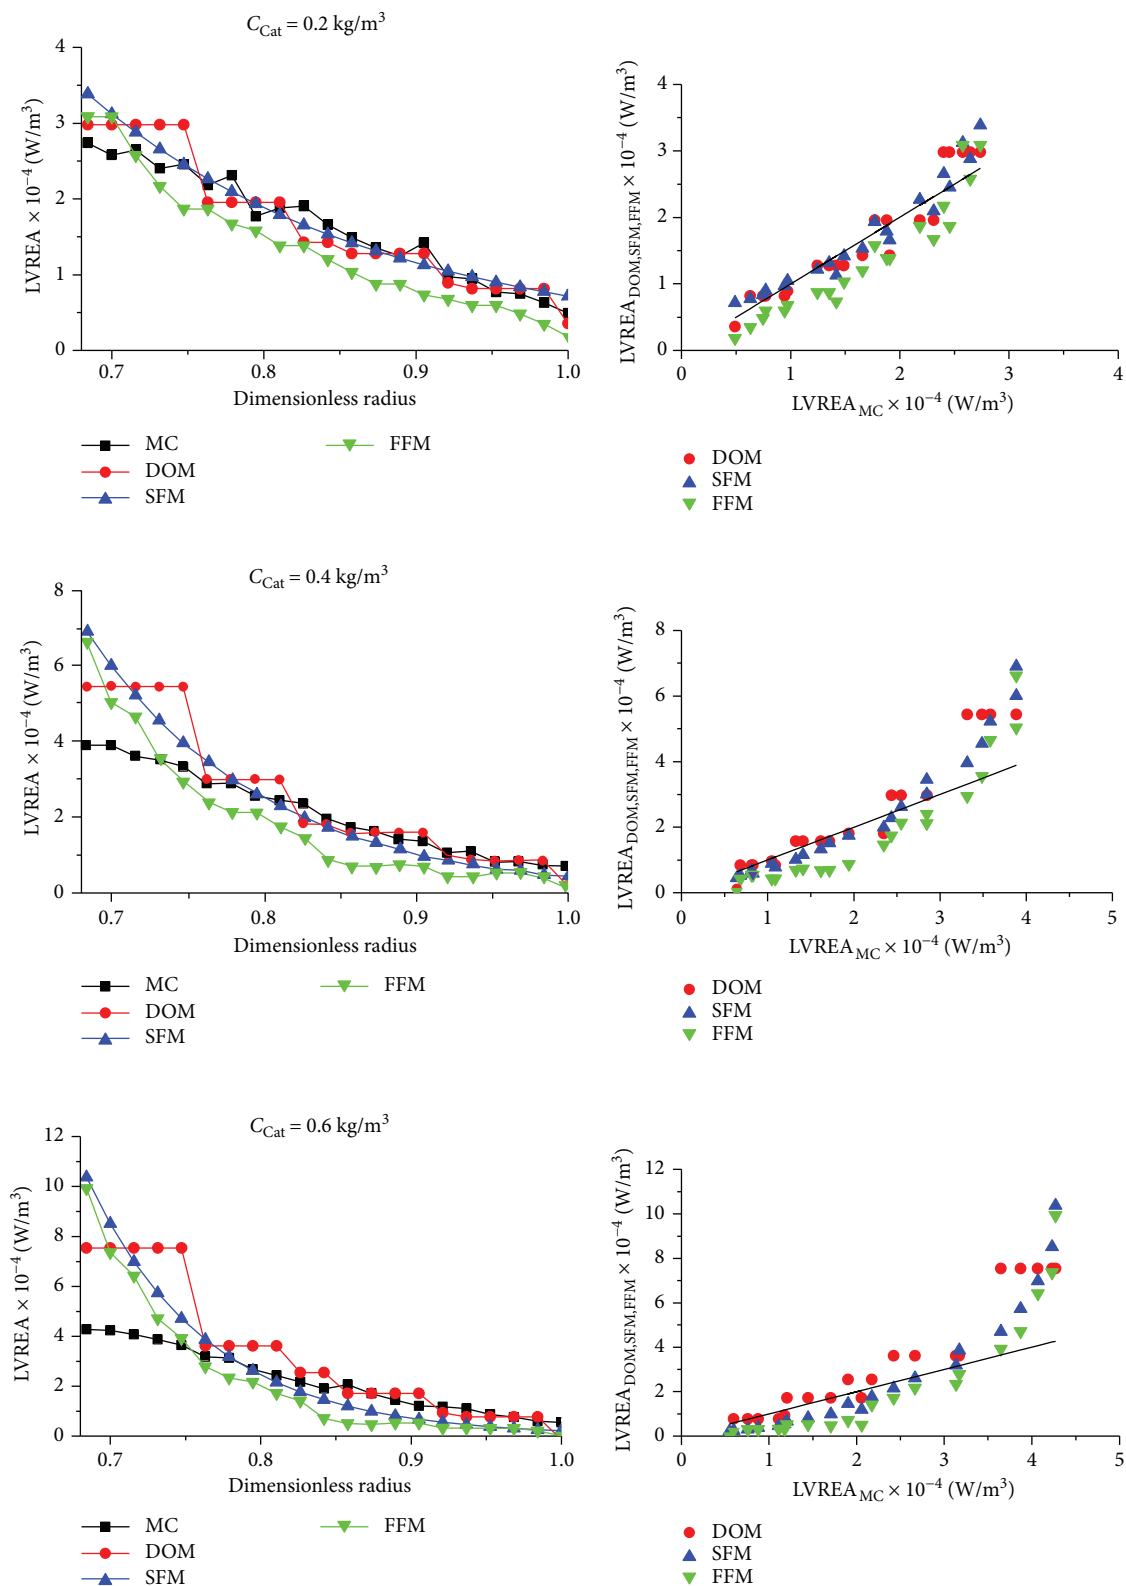 C_Cat = 0.2 kg/m³
LVREA × 10⁻⁴ (W/m³)
4
3
2
1
0
0.7
0.8
0.9
1.0
Dimensionless radius
MC
DOM
SFM
FFM
LVREA_DOM,SFM,FFM × 10⁻⁴ (W/m³)
4
3
2
1
0
0
1
2
3
4
LVREA_MC × 10⁻⁴ (W/m³)
DOM
SFM
FFM
C_Cat = 0.4 kg/m³
LVREA × 10⁻⁴ (W/m³)
8
6
4
2
0
0.7
0.8
0.9
1.0
Dimensionless radius
MC
DOM
SFM
FFM
LVREA_DOM,SFM,FFM × 10⁻⁴ (W/m³)
8
6
4
2
0
0
1
2
3
4
5
LVREA_MC × 10⁻⁴ (W/m³)
DOM
SFM
FFM
C_Cat = 0.6 kg/m³
LVREA × 10⁻⁴ (W/m³)
12
10
8
6
4
2
0
0.7
0.8
0.9
1.0
Dimensionless radius
MC
DOM
SFM
FFM
LVREA_DOM,SFM,FFM × 10⁻⁴ (W/m³)
12
10
8
6
4
2
0
0
1
2
3
4
5
LVREA_MC × 10⁻⁴ (W/m³)
DOM
SFM
FFM